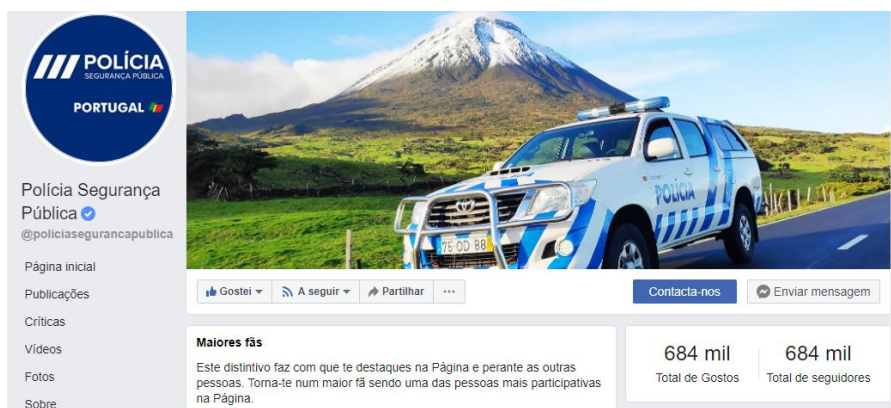 POLÍCIA
SEGURANÇA PÚBLICA
PORTUGAL
Polícia Segurança
Pública
@policiasegurancapublica
Página inicial
Publicações
Críticas
Vídeos
Fotos
Sobre
POLÍCIA
75-OD-88
Gostei
A seguir
Partilhar
...
Contacta-nos
Enviar mensagem
Maiores fãs
Este distintivo faz com que te destaques na Página e perante as outras
pessoas. Torna-te num maior fã sendo uma das pessoas mais participativas
na Página.
684 mil
Total de Gostos
684 mil
Total de seguidores